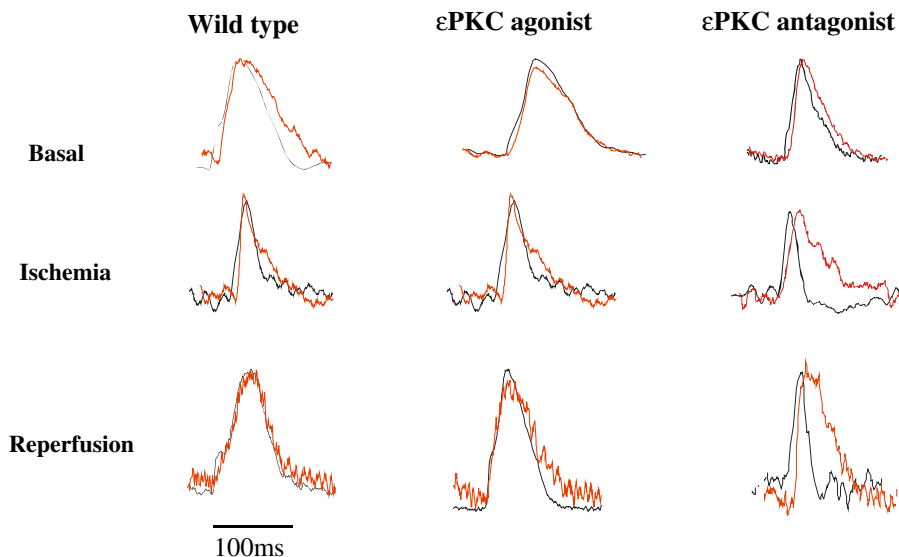 Wild type
εPKC agonist
εPKC antagonist
Basal
Ischemia
Reperfusion
100ms